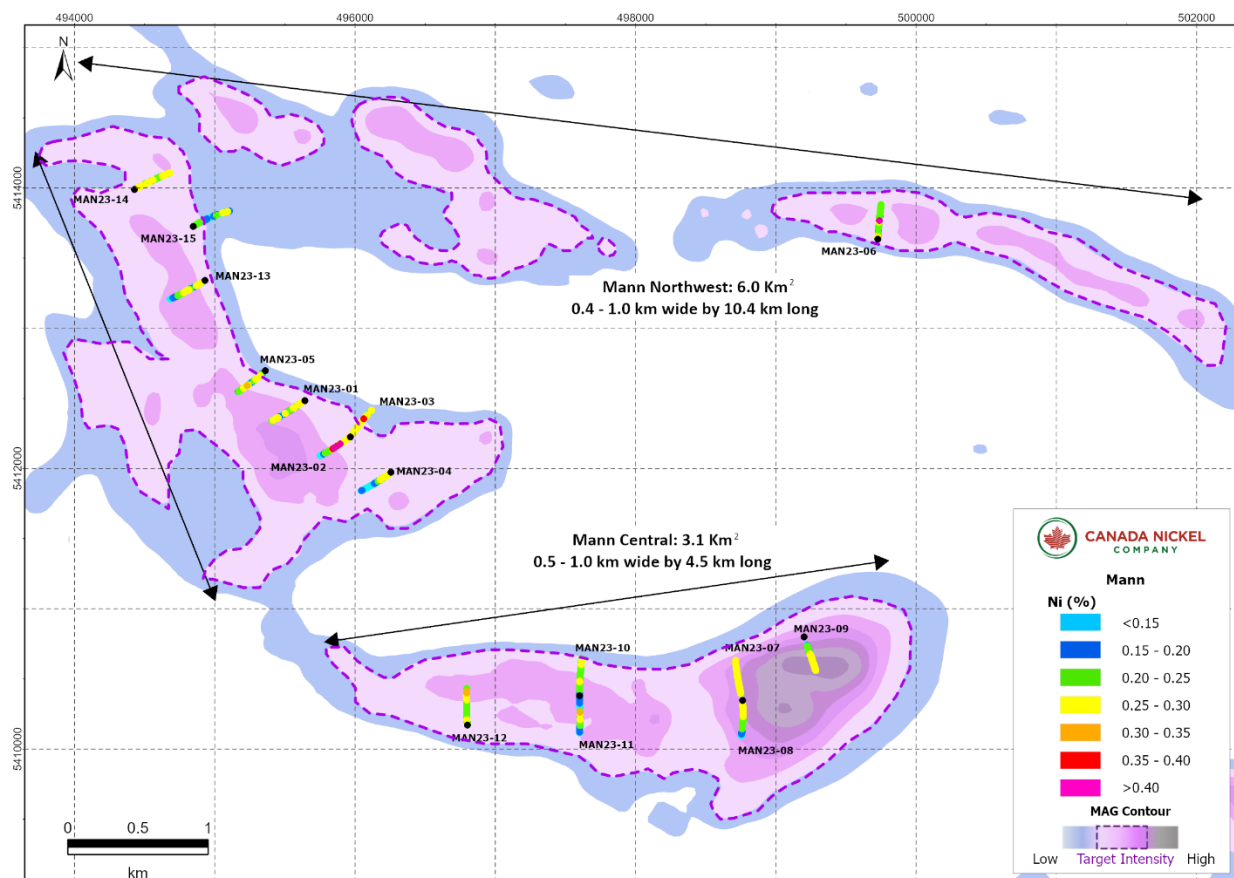 494000
496000
498000
500000
502000
N
5414000
5412000
5410000
MAN23-14
MAN23-15
MAN23-13
MAN23-06
Mann Northwest: 6.0 Km²
0.4 - 1.0 km wide by 10.4 km long
MAN23-05
MAN23-01
MAN23-03
MAN23-02
MAN23-04
Mann Central: 3.1 Km²
0.5 - 1.0 km wide by 4.5 km long
MAN23-09
MAN23-10
MAN23-07
MAN23-12
MAN23-11
MAN23-08
0 0.5 1
km
CANADA NICKEL
COMPANY
Mann
Ni (%)
<0.15
0.15 - 0.20
0.20 - 0.25
0.25 - 0.30
0.30 - 0.35
0.35 - 0.40
>0.40
MAG Contour
Low Target Intensity High